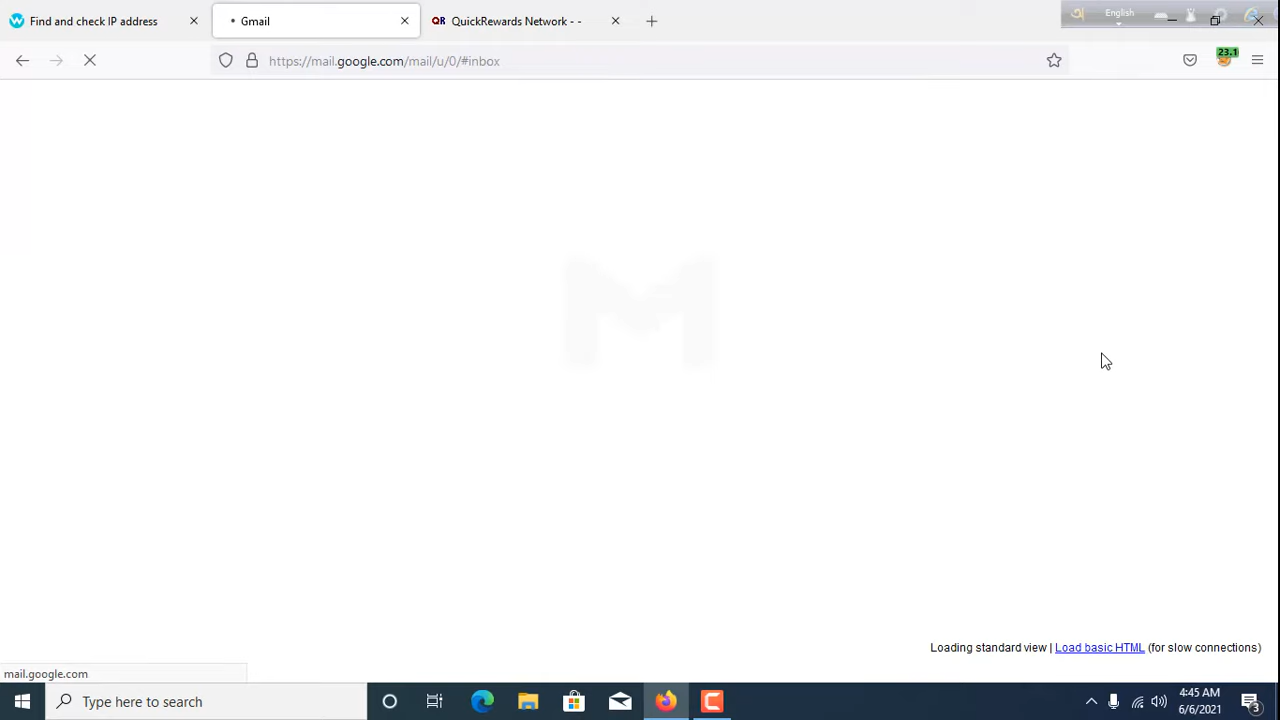 Find and check IP address
Gmail
QuickRewards Network - -
English
https://mail.google.com/mail/u/0/#inbox
23.1
Loading standard view | Load basic HTML (for slow connections)
mail.google.com
Type here to search
4:45 AM
6/6/2021
3